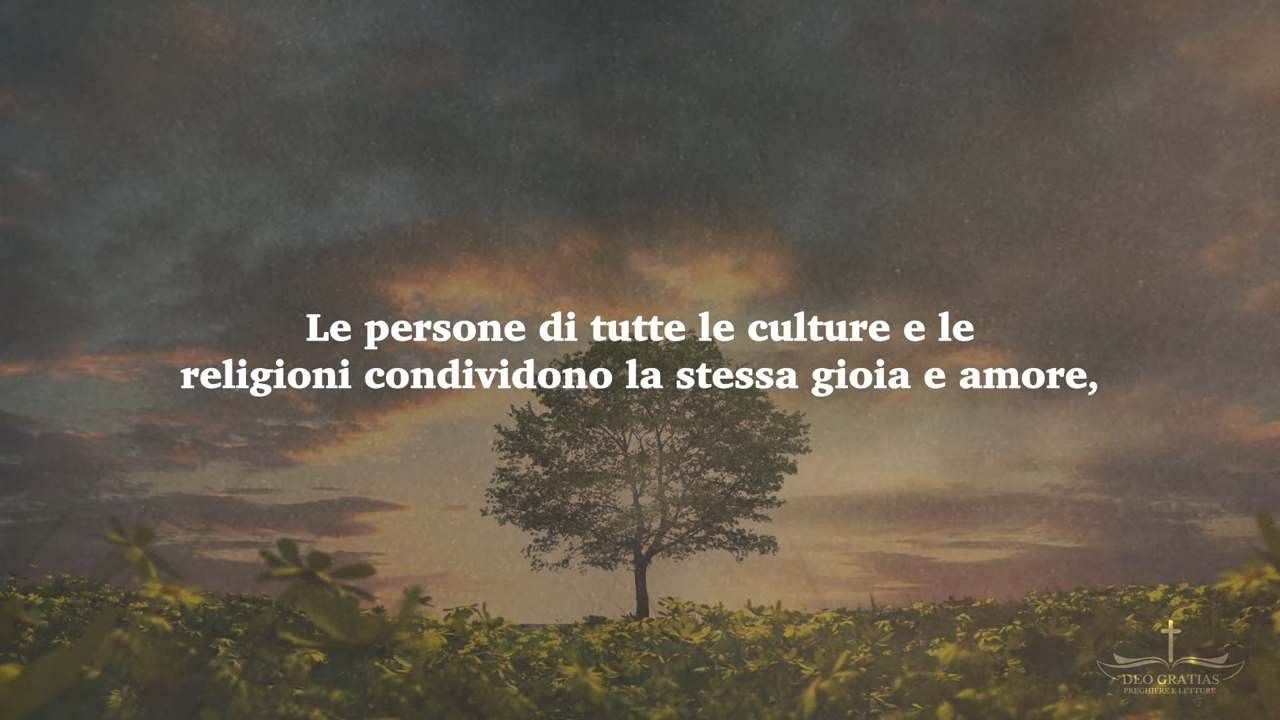 Le persone di tutte le culture e le
religioni condividono la stessa gioia e amore,
DEO GRATIAS
PREGHIERE E LETTURE